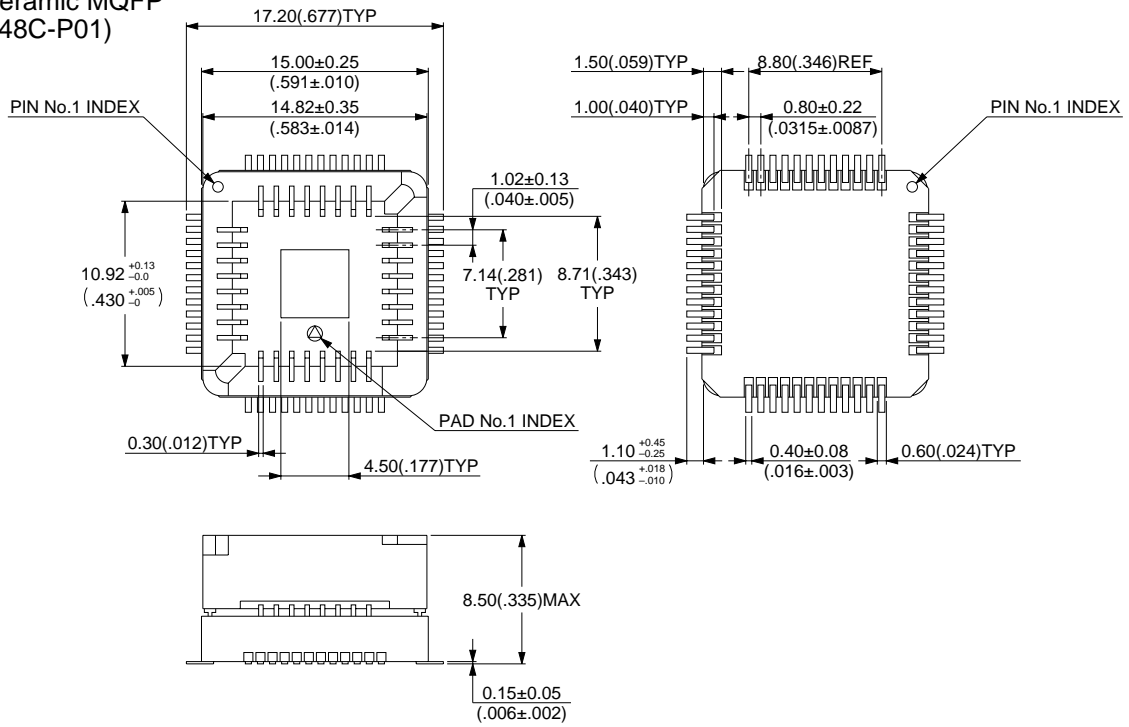 MQFP
48C-P01)
17.20(.677)TYP
15.00±0.25
(.591±.010)
14.82±0.35
(.583±.014)
PIN No.1 INDEX
1.02±0.13
(.040±.005)
7.14(.281)
TYP
8.71(.343)
TYP
10.92 +0.13 –0.0
(.430 +.005 –0 )
PAD No.1 INDEX
0.30(.012)TYP
4.50(.177)TYP
1.50(.059)TYP
8.80(.346)REF
1.00(.040)TYP
0.80±0.22
(.0315±.0087)
PIN No.1 INDEX
1.10 +0.45 –0.25
(.043 +.018 –.010 )
0.40±0.08
(.016±.003)
0.60(.024)TYP
8.50(.335)MAX
0.15±0.05
(.006±.002)